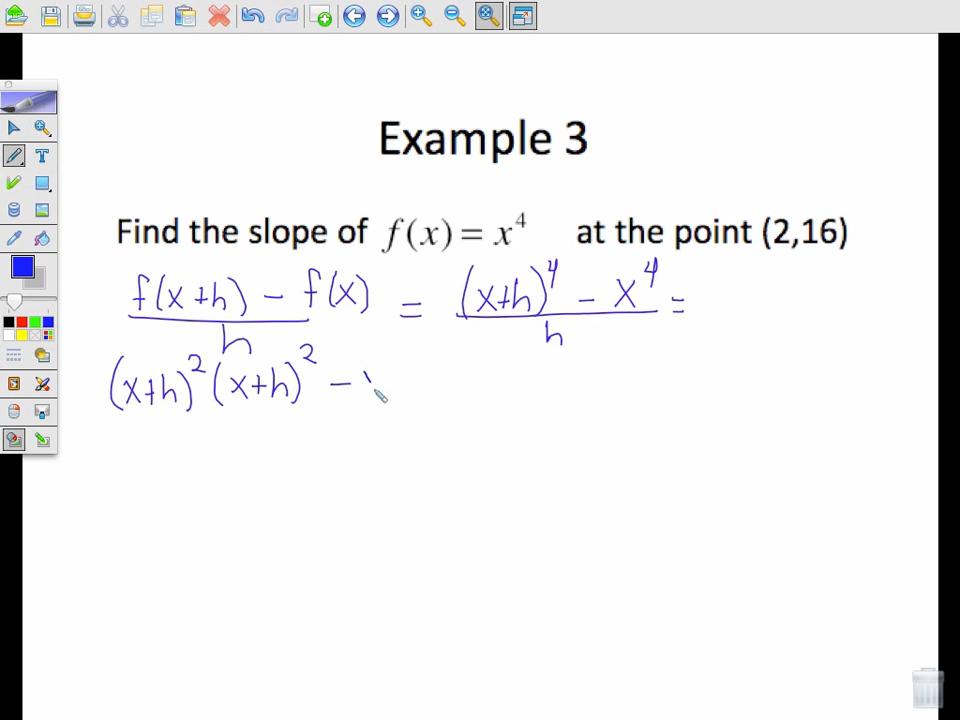 Example 3
Find the slope of f(x) = x⁴ at the point (2,16)
f(x+h) - f(x) / h = (x+h)⁴ - x⁴ / h =
(x+h)² (x+h)² -